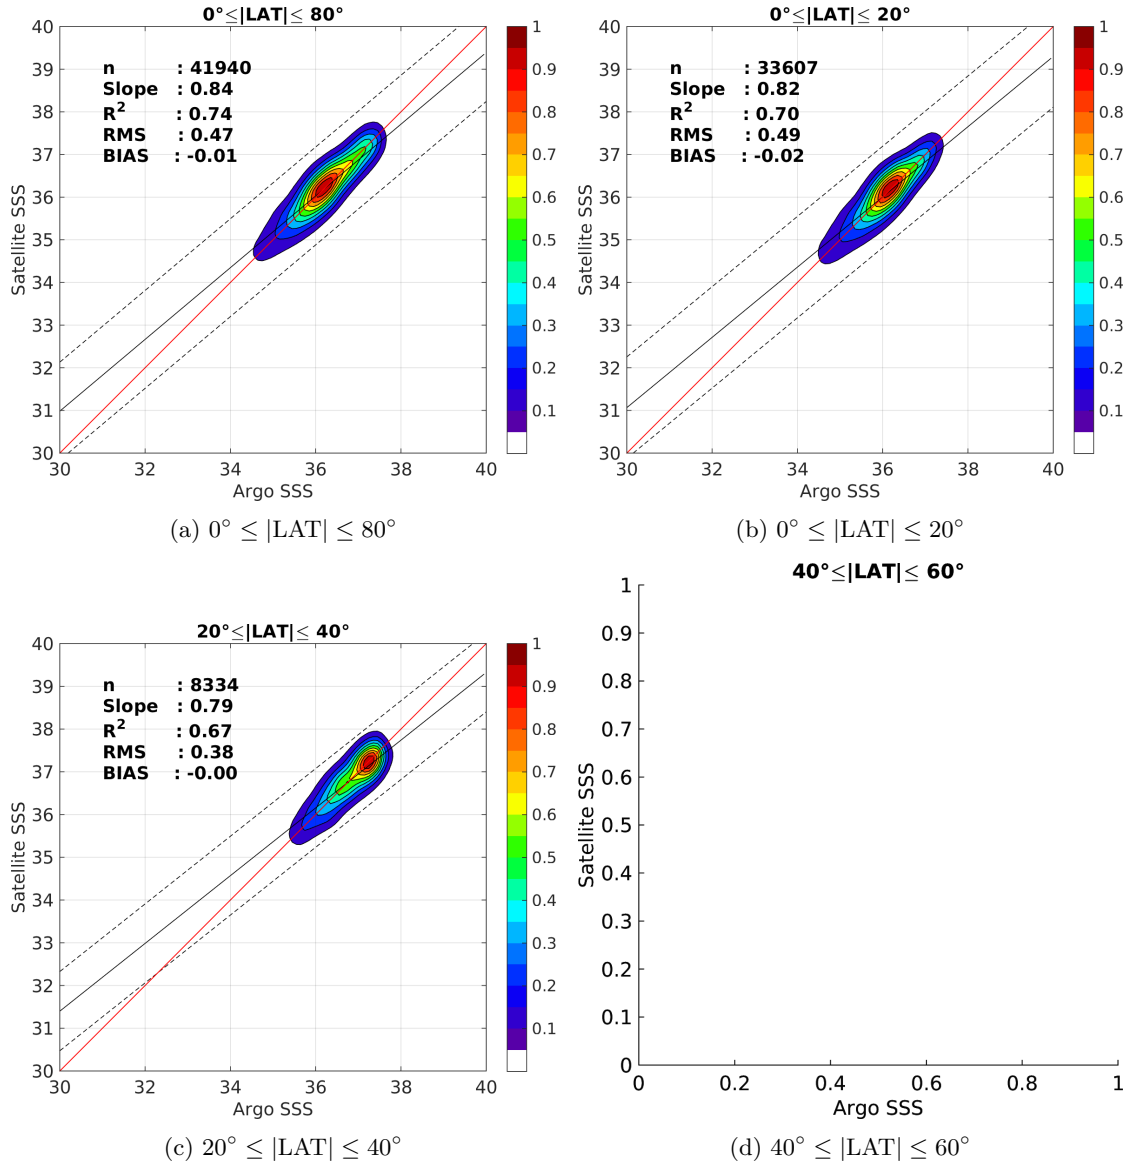 0°≤|LAT|≤ 80°
n : 41940
Slope : 0.84
R² : 0.74
RMS : 0.47
BIAS : -0.01
40
39
38
37
36
35
34
33
32
31
30
30 32 34 36 38 40
Satellite SSS
Argo SSS
1
0.9
0.8
0.7
0.6
0.5
0.4
0.3
0.2
0.1
(a) 0° ≤ |LAT| ≤ 80°
0°≤|LAT|≤ 20°
n : 33607
Slope : 0.82
R² : 0.70
RMS : 0.49
BIAS : -0.02
40
39
38
37
36
35
34
33
32
31
30
30 32 34 36 38 40
Satellite SSS
Argo SSS
1
0.9
0.8
0.7
0.6
0.5
0.4
0.3
0.2
0.1
(b) 0° ≤ |LAT| ≤ 20°
20°≤|LAT|≤ 40°
n : 8334
Slope : 0.79
R² : 0.67
RMS : 0.38
BIAS : -0.00
40
39
38
37
36
35
34
33
32
31
30
30 32 34 36 38 40
Satellite SSS
Argo SSS
1
0.9
0.8
0.7
0.6
0.5
0.4
0.3
0.2
0.1
(c) 20° ≤ |LAT| ≤ 40°
40°≤|LAT|≤ 60°
1
0.9
0.8
0.7
0.6
0.5
0.4
0.3
0.2
0.1
0
0 0.2 0.4 0.6 0.8 1
Satellite SSS
Argo SSS
(d) 40° ≤ |LAT| ≤ 60°